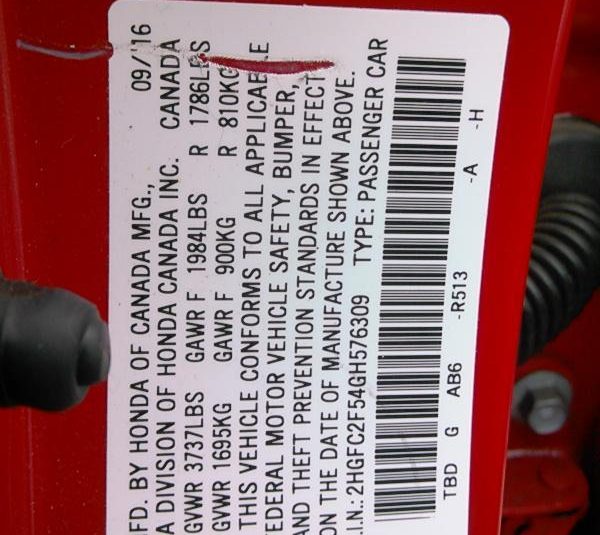 MFD. BY HONDA OF CANADA MFG., 09/'16
A DIVISION OF HONDA CANADA INC. CANADA
GVWR 3737LBS GAWR F 1984LBS R 1786LBS
GVWR 1695KG GAWR F 900KG R 810KG
THIS VEHICLE CONFORMS TO ALL APPLICABLE
FEDERAL MOTOR VEHICLE SAFETY, BUMPER,
AND THEFT PREVENTION STANDARDS IN EFFECT
ON THE DATE OF MANUFACTURE SHOWN ABOVE.
V.I.N.: 2HGFC2F54GH576309 TYPE: PASSENGER CAR
TBD G AB6 -R513 -A -H